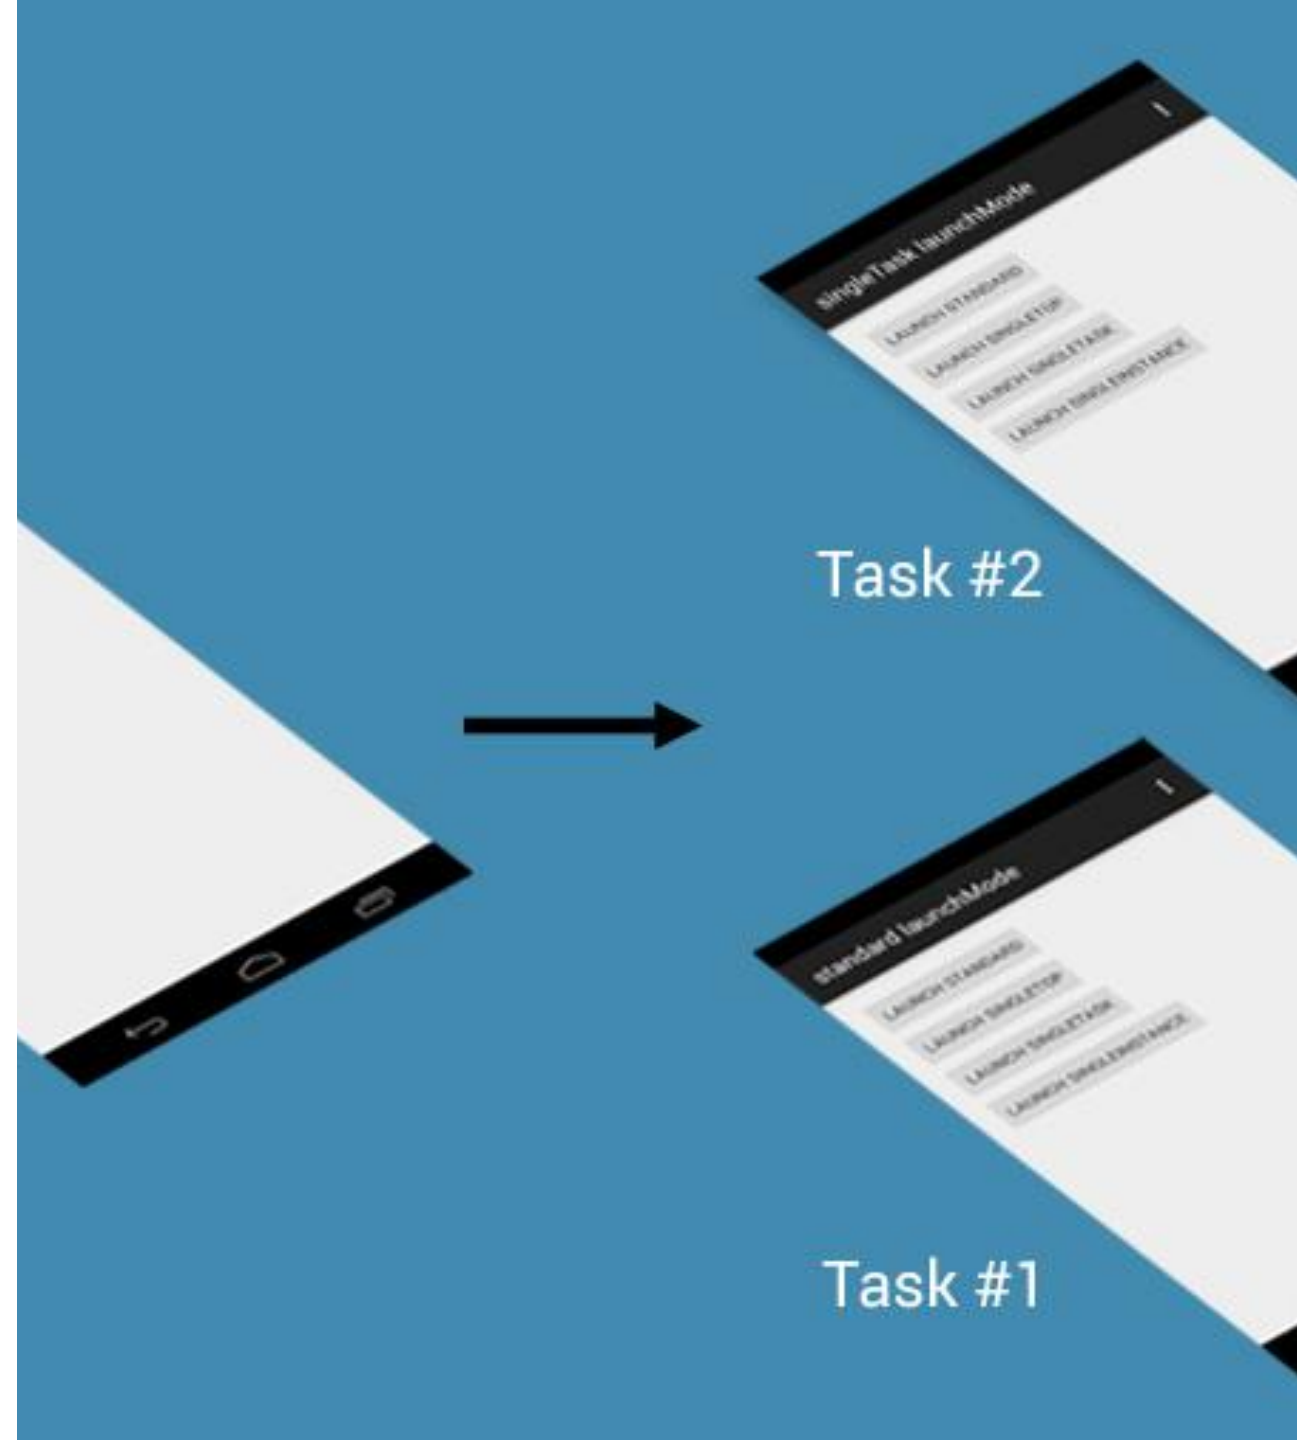 singleTask launchMode
LAUNCH STANDARD
LAUNCH SINGLETOP
LAUNCH SINGLETASK
LAUNCH SINGLEINSTANCE
Task #2
standard launchMode
LAUNCH STANDARD
LAUNCH SINGLETOP
LAUNCH SINGLETASK
LAUNCH SINGLEINSTANCE
Task #1